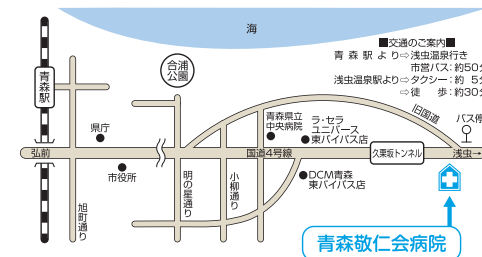 海
■交通のご案内■
青森駅より⇨浅虫温泉行き
市営バス：約50分
浅虫温泉駅より⇨タクシー：約 5分
⇨徒 歩：約30分
合浦
公園
青森駅
旧国道
バス停
県庁
青森県立
中央病院
ラ・セラ
ユニバース
東バイパス店
弘前
国道4号線
久栗坂トンネル
浅虫→
市役所
明の星通り
小柳通り
DCM青森
東バイパス店
旭町通り
青森敬仁会病院